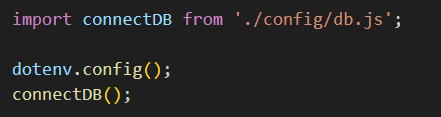 import connectDB from './config/db.js';
dotenv.config();
connectDB();